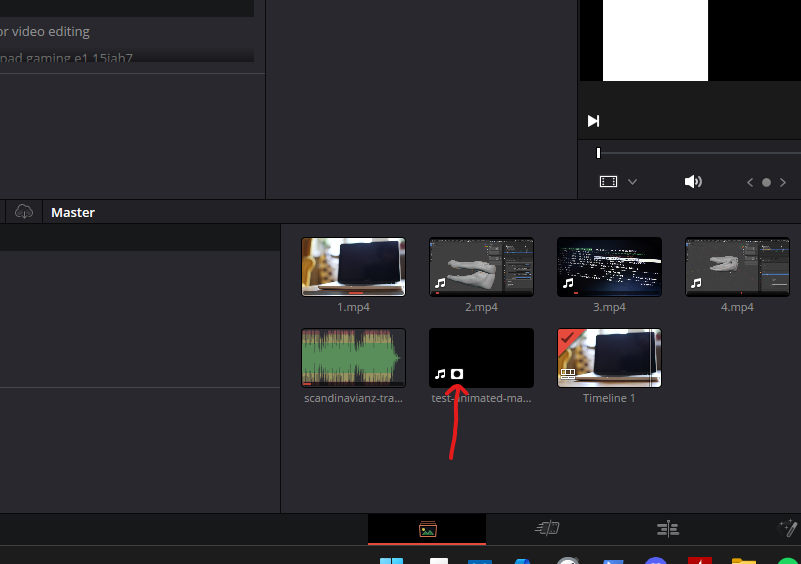 or video editing
pad gaming e1 15iah7
Master
1.mp4
2.mp4
3.mp4
4.mp4
scandinavianz-tra...
test-animated-ma...
Timeline 1